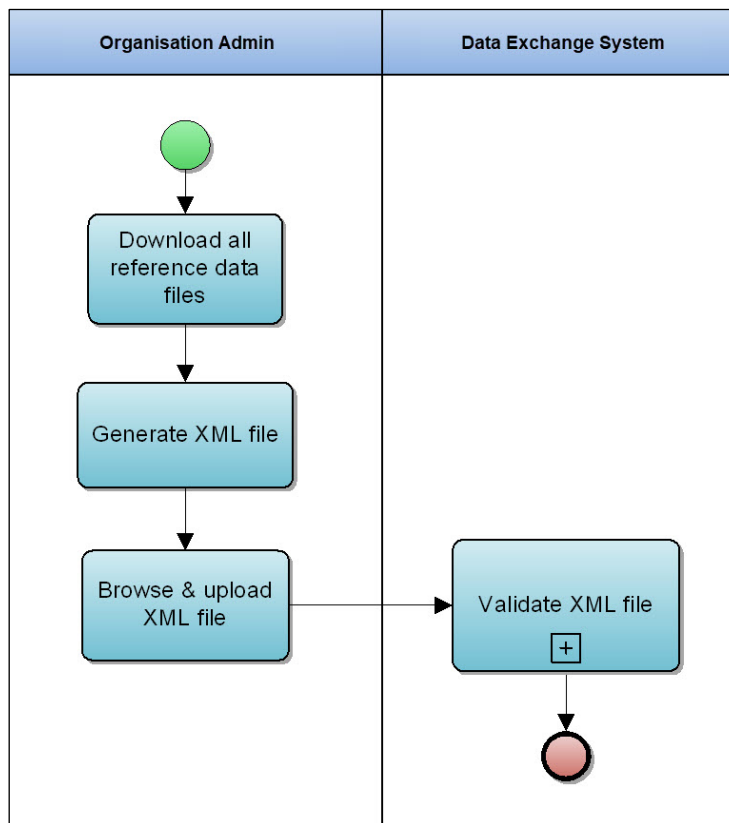 Organisation Admin
Data Exchange System
Download all
reference data
files
Generate XML file
Browse & upload
XML file
Validate XML file
+